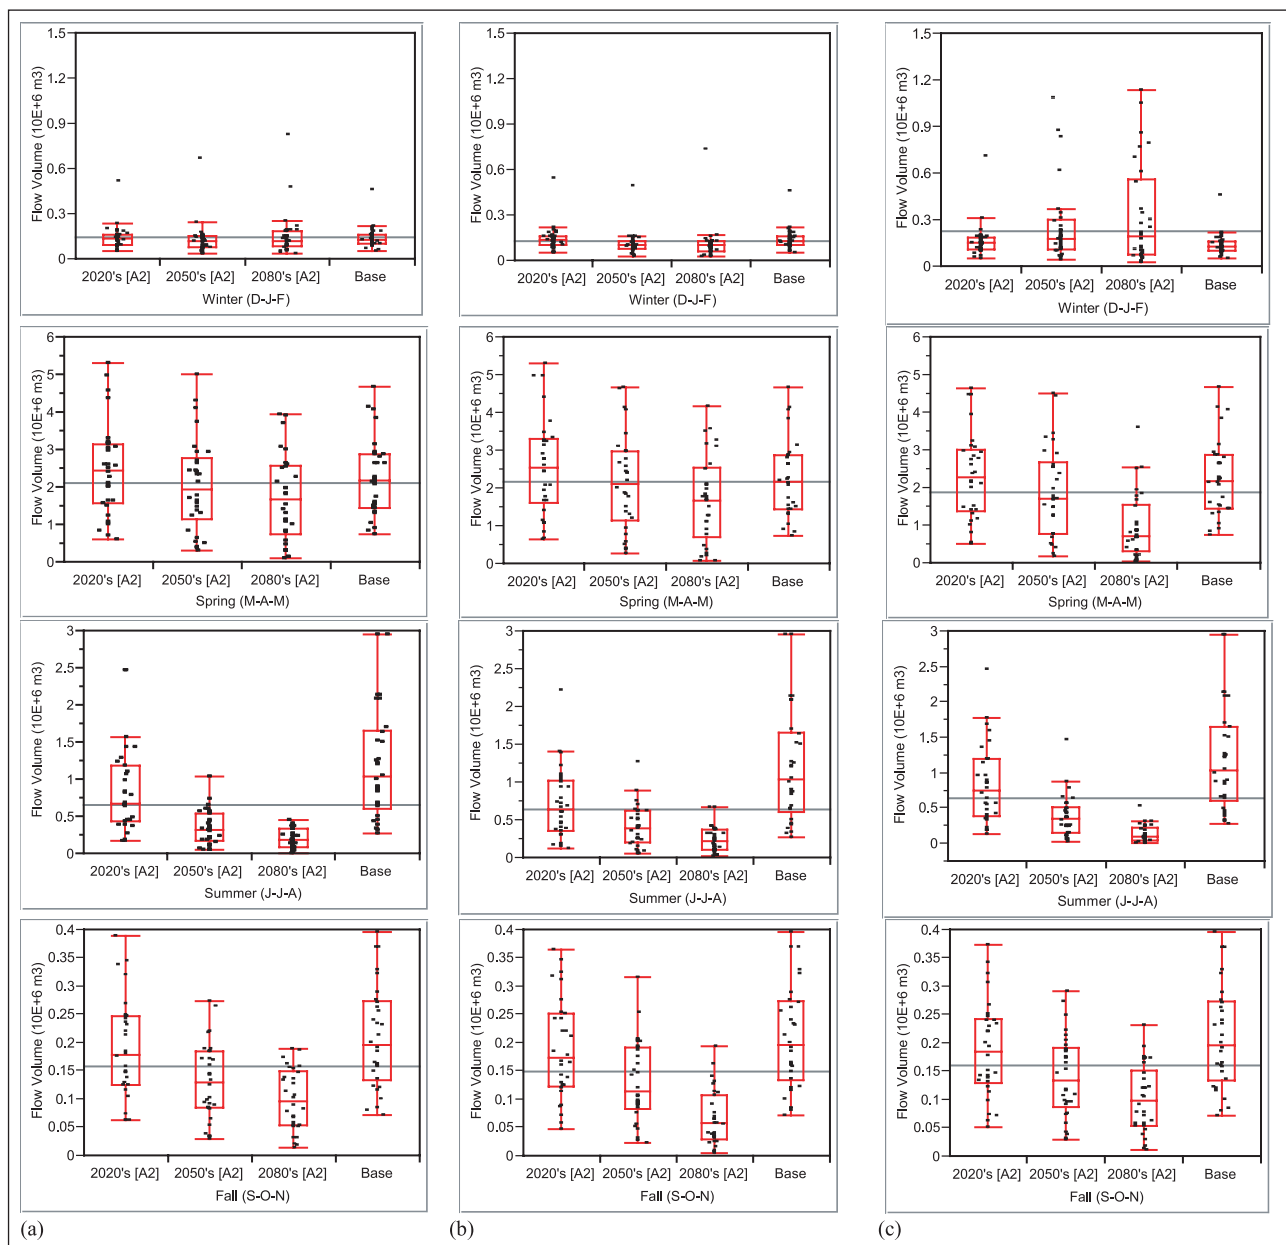 Flow Volume (10E+6 m3)
1.5
1.2
0.9
0.6
0.3
0
2020's [A2] 2050's [A2] 2080's [A2] Base
Winter (D-J-F)
Flow Volume (10E+6 m3)
6
5
4
3
2
1
0
2020's [A2] 2050's [A2] 2080's [A2] Base
Spring (M-A-M)
Flow Volume (10E+6 m3)
3
2.5
2
1.5
1
0.5
0
2020's [A2] 2050's [A2] 2080's [A2] Base
Summer (J-J-A)
Flow Volume (10E+6 m3)
0.4
0.35
0.3
0.25
0.2
0.15
0.1
0.05
0
2020's [A2] 2050's [A2] 2080's [A2] Base
Fall (S-O-N)
(a)
Flow Volume (10E+6 m3)
1.5
1.2
0.9
0.6
0.3
0
2020's [A2] 2050's [A2] 2080's [A2] Base
Winter (D-J-F)
Flow Volume (10E+6 m3)
6
5
4
3
2
1
0
2020's [A2] 2050's [A2] 2080's [A2] Base
Spring (M-A-M)
Flow Volume (10E+6 m3)
3
2.5
2
1.5
1
0.5
0
2020's [A2] 2050's [A2] 2080's [A2] Base
Summer (J-J-A)
Flow Volume (10E+6 m3)
0.4
0.35
0.3
0.25
0.2
0.15
0.1
0.05
0
2020's [A2] 2050's [A2] 2080's [A2] Base
Fall (S-O-N)
(b)
Flow Volume (10E+6 m3)
1.5
1.2
0.9
0.6
0.3
0
2020's [A2] 2050's [A2] 2080's [A2] Base
Winter (D-J-F)
Flow Volume (10E+6 m3)
6
5
4
3
2
1
0
2020's [A2] 2050's [A2] 2080's [A2] Base
Spring (M-A-M)
Flow Volume (10E+6 m3)
3
2.5
2
1.5
1
0.5
0
2020's [A2] 2050's [A2] 2080's [A2] Base
Summer (J-J-A)
Flow Volume (10E+6 m3)
0.4
0.35
0.3
0.25
0.2
0.15
0.1
0.05
0
2020's [A2] 2050's [A2] 2080's [A2] Base
Fall (S-O-N)
(c)